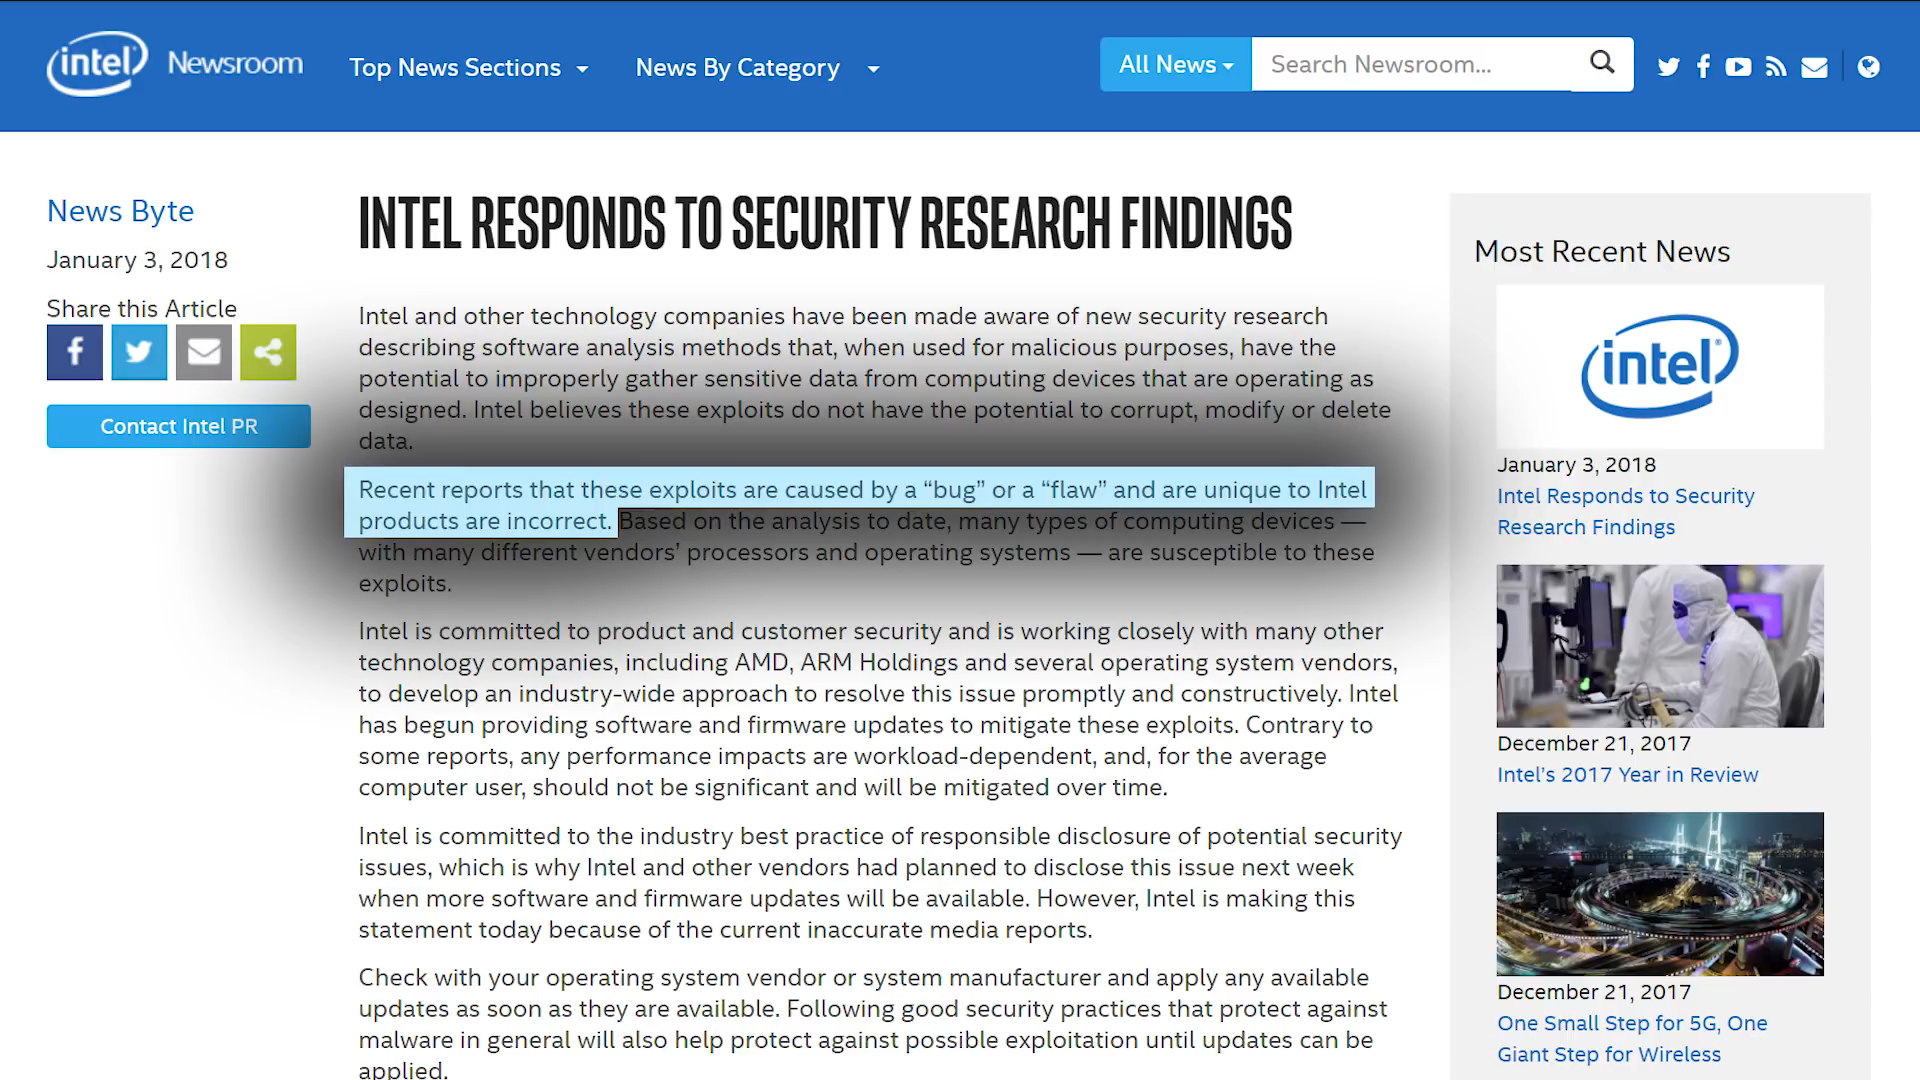 intel Newsroom
Top News Sections
News By Category
All News
Search Newsroom...
News Byte
January 3, 2018
Share this Article
Contact Intel PR
INTEL RESPONDS TO SECURITY RESEARCH FINDINGS
Intel and other technology companies have been made aware of new security research
describing software analysis methods that, when used for malicious purposes, have the
potential to improperly gather sensitive data from computing devices that are operating as
designed. Intel believes these exploits do not have the potential to corrupt, modify or delete
data.
Recent reports that these exploits are caused by a “bug” or a “flaw” and are unique to Intel
products are incorrect. Based on the analysis to date, many types of computing devices —
with many different vendors’ processors and operating systems — are susceptible to these
exploits.
Intel is committed to product and customer security and is working closely with many other
technology companies, including AMD, ARM Holdings and several operating system vendors,
to develop an industry-wide approach to resolve this issue promptly and constructively. Intel
has begun providing software and firmware updates to mitigate these exploits. Contrary to
some reports, any performance impacts are workload-dependent, and, for the average
computer user, should not be significant and will be mitigated over time.
Intel is committed to the industry best practice of responsible disclosure of potential security
issues, which is why Intel and other vendors had planned to disclose this issue next week
when more software and firmware updates will be available. However, Intel is making this
statement today because of the current inaccurate media reports.
Check with your operating system vendor or system manufacturer and apply any available
updates as soon as they are available. Following good security practices that protect against
malware in general will also help protect against possible exploitation until updates can be
applied.
Most Recent News
intel
January 3, 2018
Intel Responds to Security
Research Findings
December 21, 2017
Intel’s 2017 Year in Review
December 21, 2017
One Small Step for 5G, One
Giant Step for Wireless